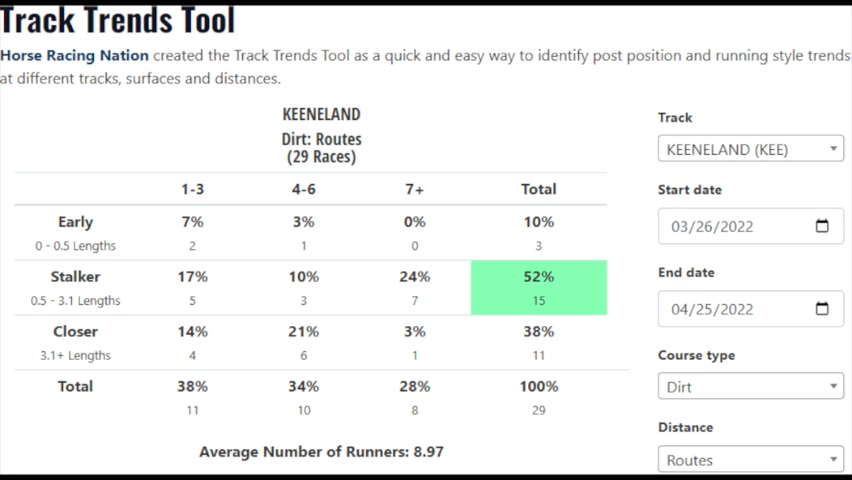 Track Trends Tool
Horse Racing Nation created the Track Trends Tool as a quick and easy way to identify post position and running style trends
at different tracks, surfaces and distances.
KEENELAND
Dirt: Routes
(29 Races)
1-3 4-6 7+ Total
Early 7% 3% 0% 10%
0 - 0.5 Lengths 2 1 0 3
Stalker 17% 10% 24% 52%
0.5 - 3.1 Lengths 5 3 7 15
Closer 14% 21% 3% 38%
3.1+ Lengths 4 6 1 11
Total 38% 34% 28% 100%
11 10 8 29
Average Number of Runners: 8.97
Track
KEENELAND (KEE)
Start date
03/26/2022
End date
04/25/2022
Course type
Dirt
Distance
Routes